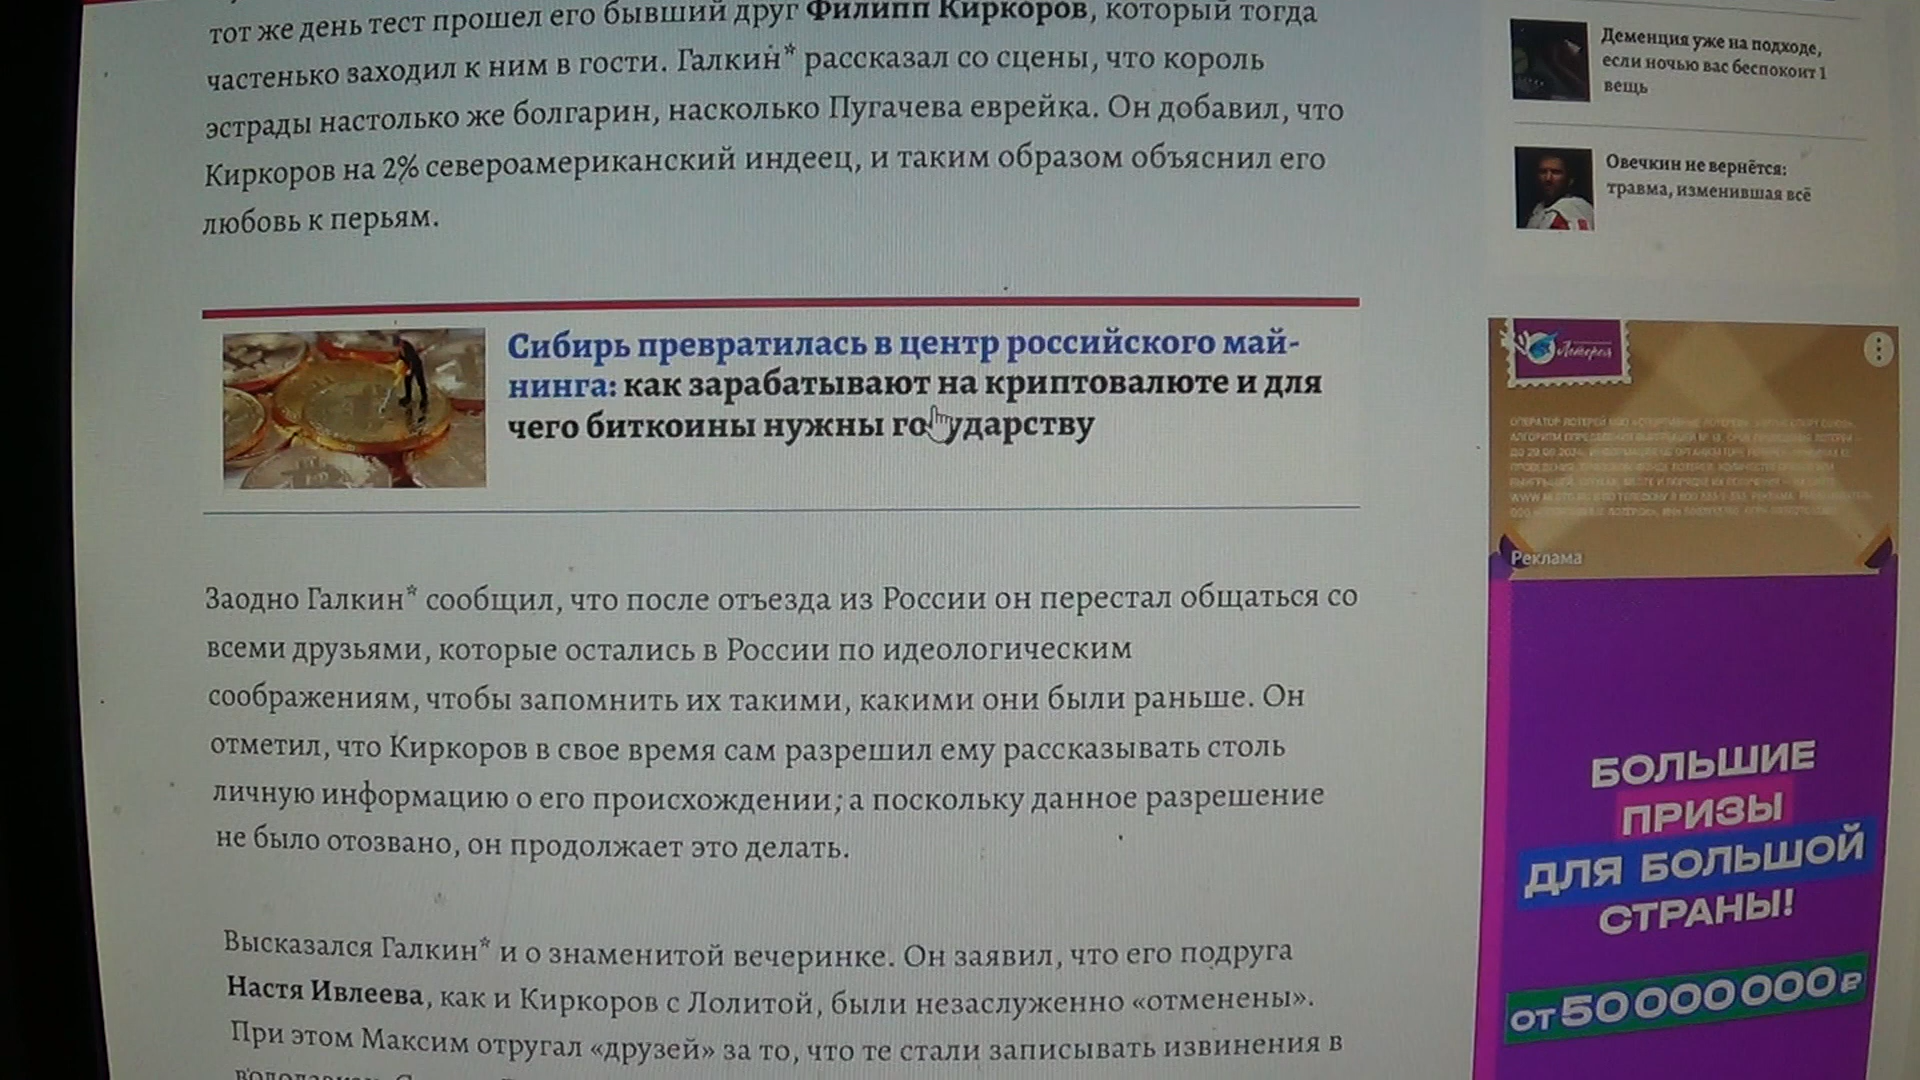 тот же день тест прошел его бывший друг Филипп Киркоров, который тогда
частенько заходил к ним в гости. Галкин* рассказал со сцены, что король
эстрады настолько же болгарин, насколько Пугачева еврейка. Он добавил, что
Киркоров на 2% североамериканский индеец, и таким образом объяснил его
любовь к перьям.
Сибирь превратилась в центр российского май-
нинга: как зарабатывают на криптовалюте и для
чего биткоины нужны государству
Заодно Галкин* сообщил, что после отъезда из России он перестал общаться со
всеми друзьями, которые остались в России по идеологическим
соображениям, чтобы запомнить их такими, какими они были раньше. Он
отметил, что Киркоров в свое время сам разрешил ему рассказывать столь
личную информацию о его происхождении; а поскольку данное разрешение
не было отозвано, он продолжает это делать.
Высказался Галкин* и о знаменитой вечеринке. Он заявил, что его подруга
Настя Ивлеева, как и Киркоров с Лолитой, были незаслуженно «отменены».
При этом Максим отругал «друзей» за то, что те стали записывать извинения в
Деменция уже на подходе,
если ночью вас беспокоит 1
вещь
Овечкин не вернётся:
травма, изменившая всё
Лотерея
Реклама
БОЛЬШИЕ
ПРИЗЫ
ДЛЯ БОЛЬШОЙ
СТРАНЫ!
ОТ 50 000 000 ₽